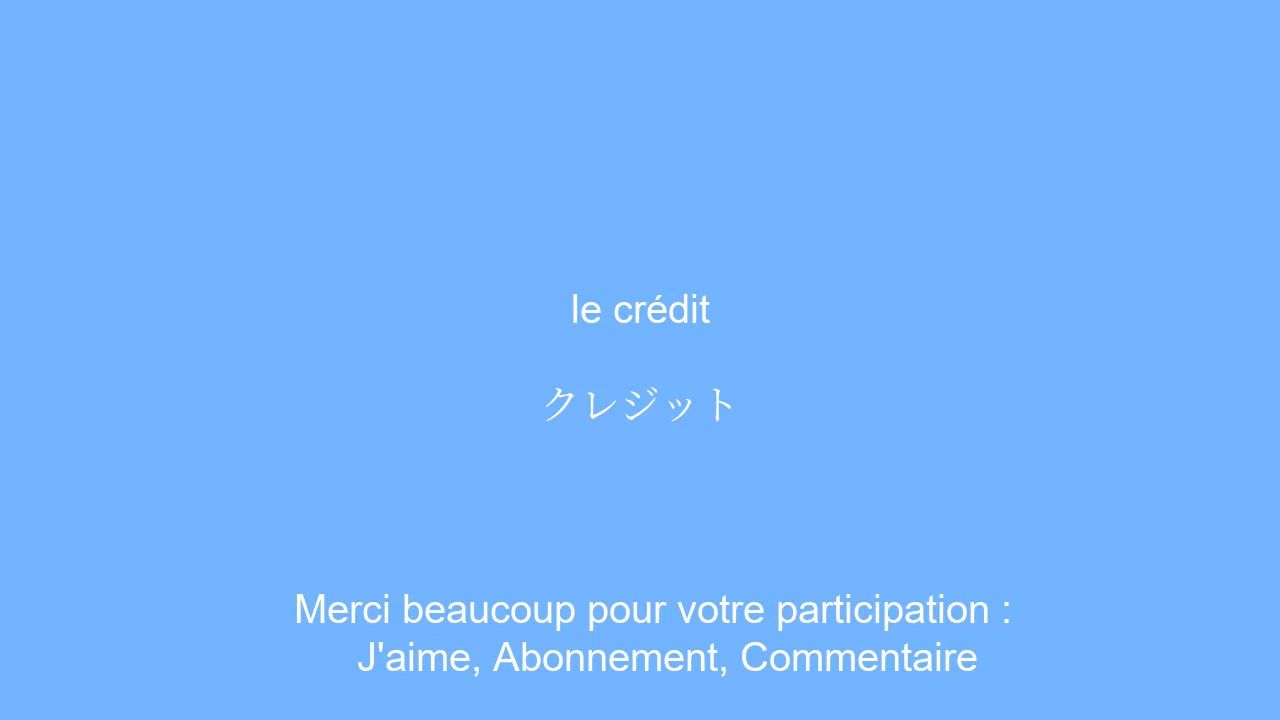 le crédit
クレジット
Merci beaucoup pour votre participation :
J'aime, Abonnement, Commentaire